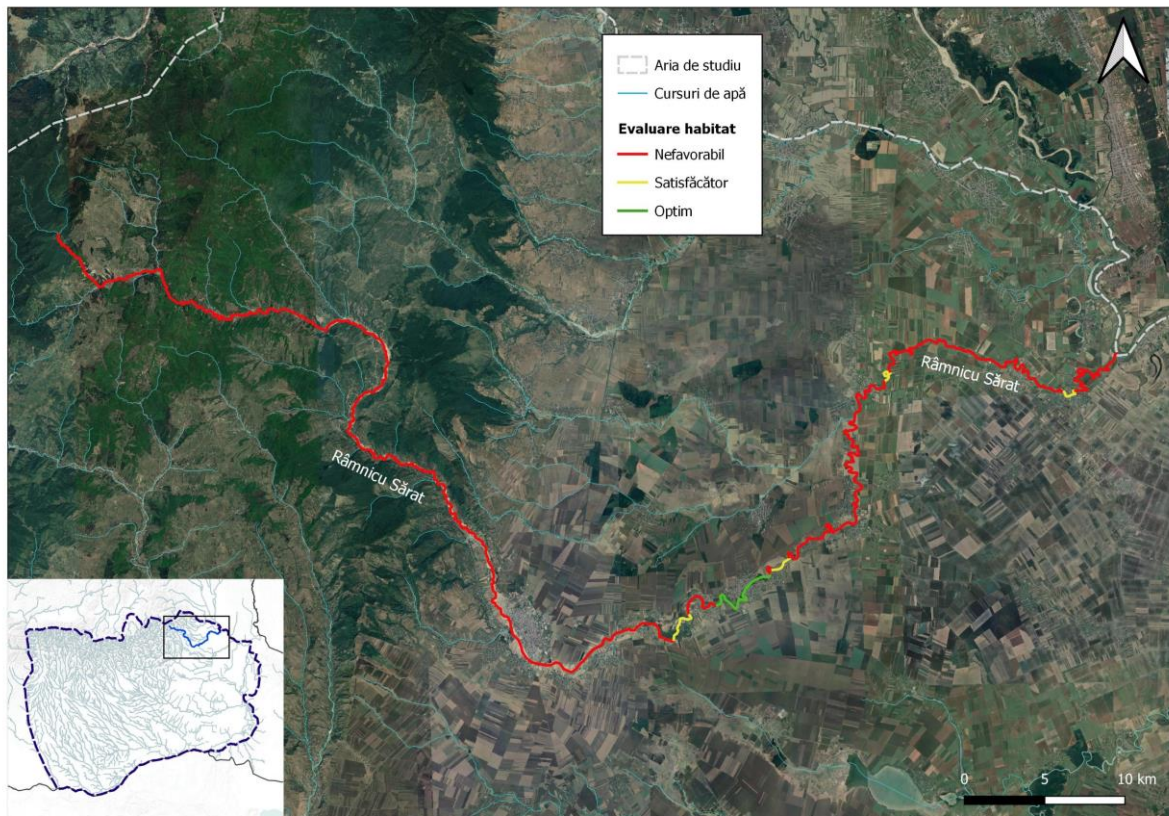 Aria de studiu
Cursuri de apă
Evaluare habitat
Nefavorabil
Satisfăcător
Optim
Râmnicu Sărat
Râmnicu Sărat
0 5 10 km